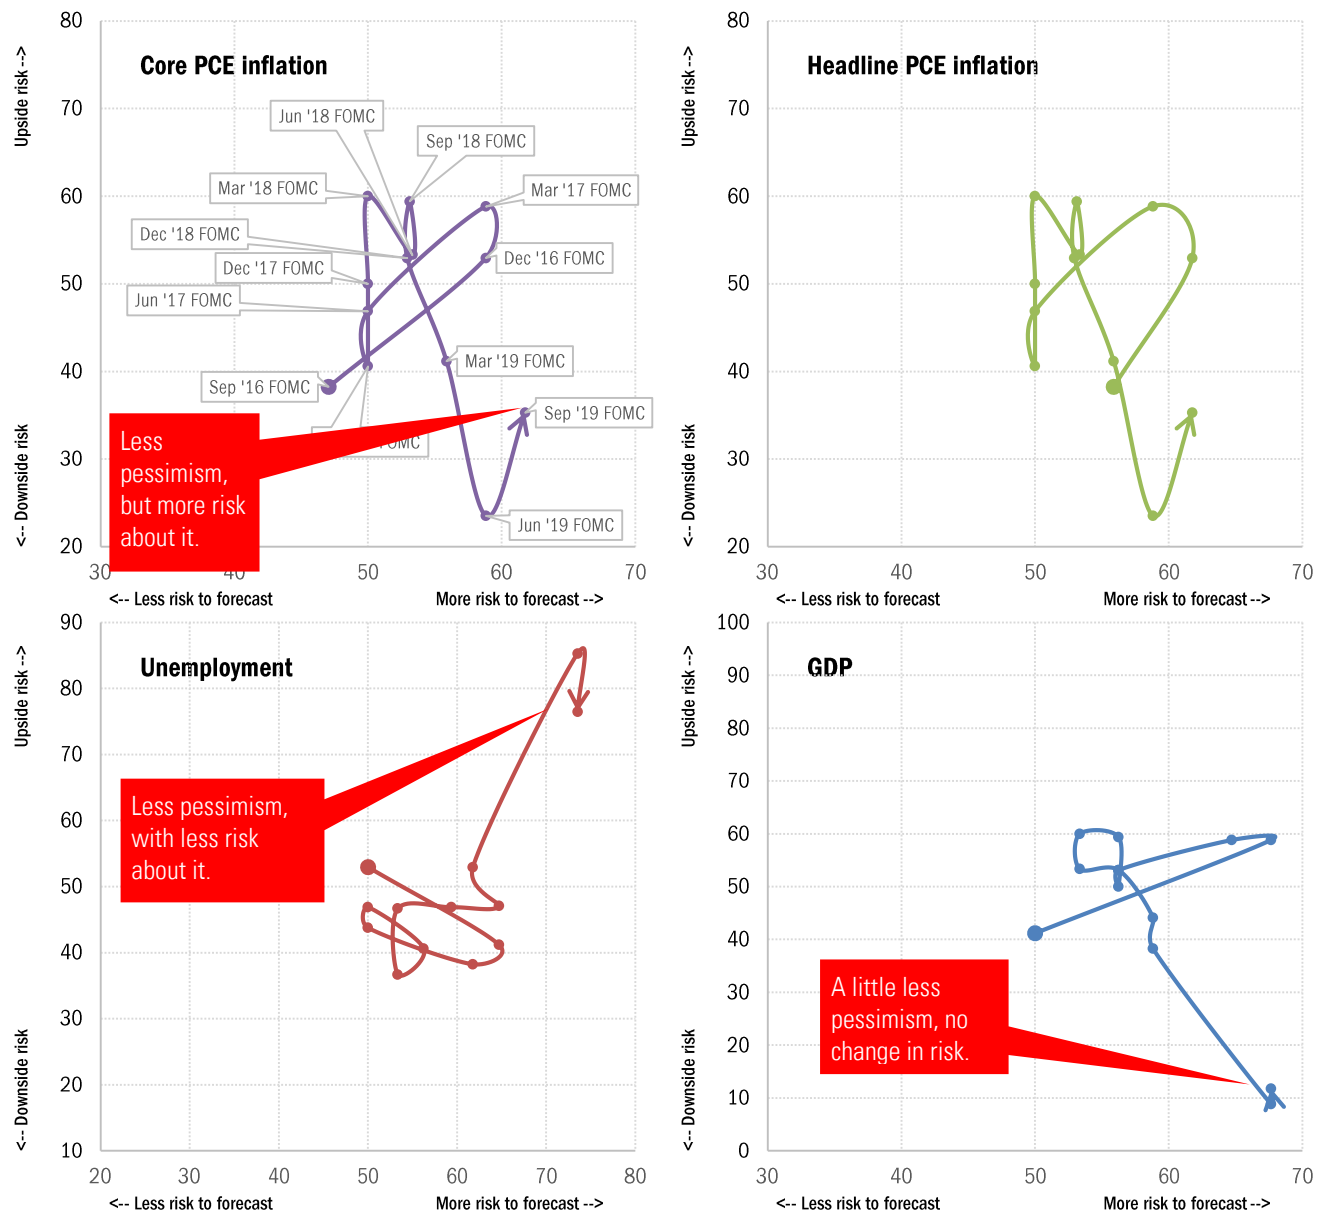 80
Upside risk -->
Core PCE inflation
70
Jun '18 FOMC
Sep '18 FOMC
60
Mar '18 FOMC
Mar '17 FOMC
Dec '18 FOMC
Dec '16 FOMC
50
Dec '17 FOMC
Jun '17 FOMC
40
Mar '19 FOMC
Sep '16 FOMC
Sep '19 FOMC
FOMC
Less
pessimism,
but more risk
about it.
30
Jun '19 FOMC
<-- Downside risk
20
30 40 50 60 70
<-- Less risk to forecast More risk to forecast -->
80
Upside risk -->
Headline PCE inflation
70
60
50
40
30
<-- Downside risk
20
30 40 50 60 70
<-- Less risk to forecast More risk to forecast -->
90
Upside risk -->
Unemployment
80
70
60
Less pessimism,
with less risk
about it.
50
40
30
20
<-- Downside risk
10
20 30 40 50 60 70 80
<-- Less risk to forecast More risk to forecast -->
100
Upside risk -->
GDP
90
80
70
60
50
40
30
A little less
pessimism, no
change in risk.
20
10
<-- Downside risk
0
30 40 50 60 70
<-- Less risk to forecast More risk to forecast -->